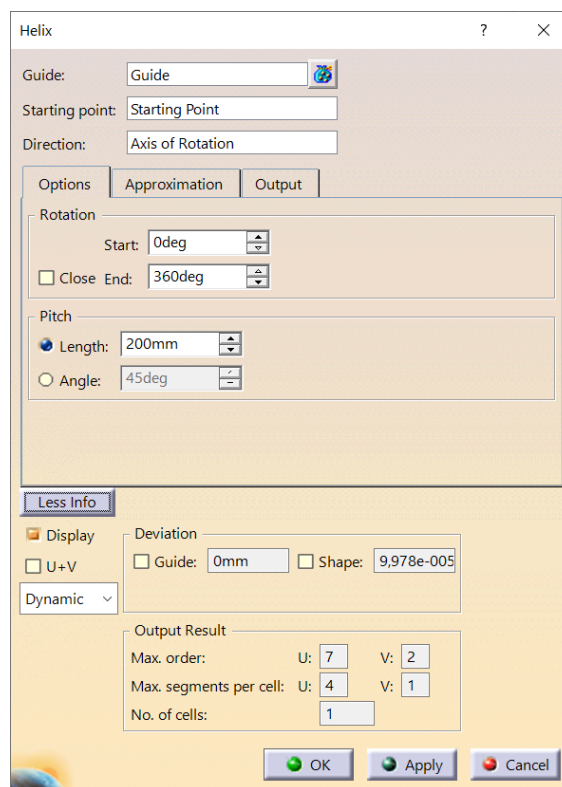 Helix ? ×
Guide: Guide
Starting point: Starting Point
Direction: Axis of Rotation
Options Approximation Output
Rotation
Start: 0deg
Close End: 360deg
Pitch
Length: 200mm
Angle: 45deg
Less Info
Display
U+V
Dynamic
Deviation
Guide: 0mm Shape: 9,978e-005
Output Result
Max. order: U: 7 V: 2
Max. segments per cell: U: 4 V: 1
No. of cells: 1
OK Apply Cancel